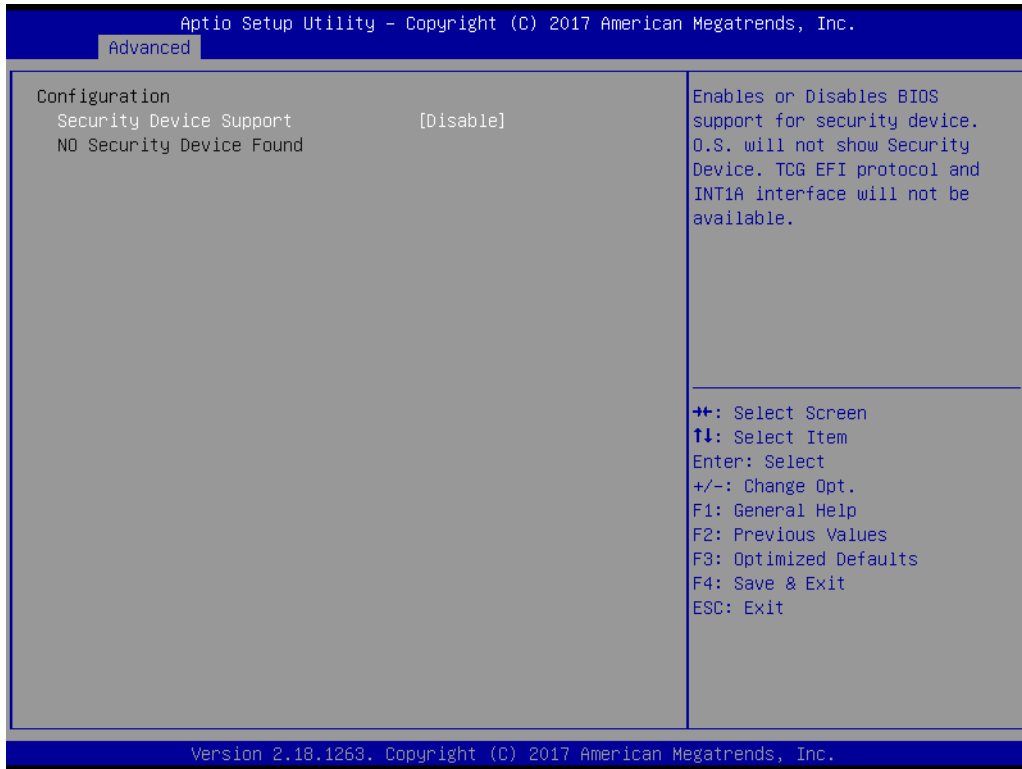 Aptio Setup Utility – Copyright (C) 2017 American Megatrends, Inc.
Advanced
Configuration
Security Device Support [Disable]
NO Security Device Found
Enables or Disables BIOS
support for security device.
O.S. will not show Security
Device. TCG EFI protocol and
INT1A interface will not be
available.
→←: Select Screen
↑↓: Select Item
Enter: Select
+/-: Change Opt.
F1: General Help
F2: Previous Values
F3: Optimized Defaults
F4: Save & Exit
ESC: Exit
Version 2.18.1263. Copyright (C) 2017 American Megatrends, Inc.